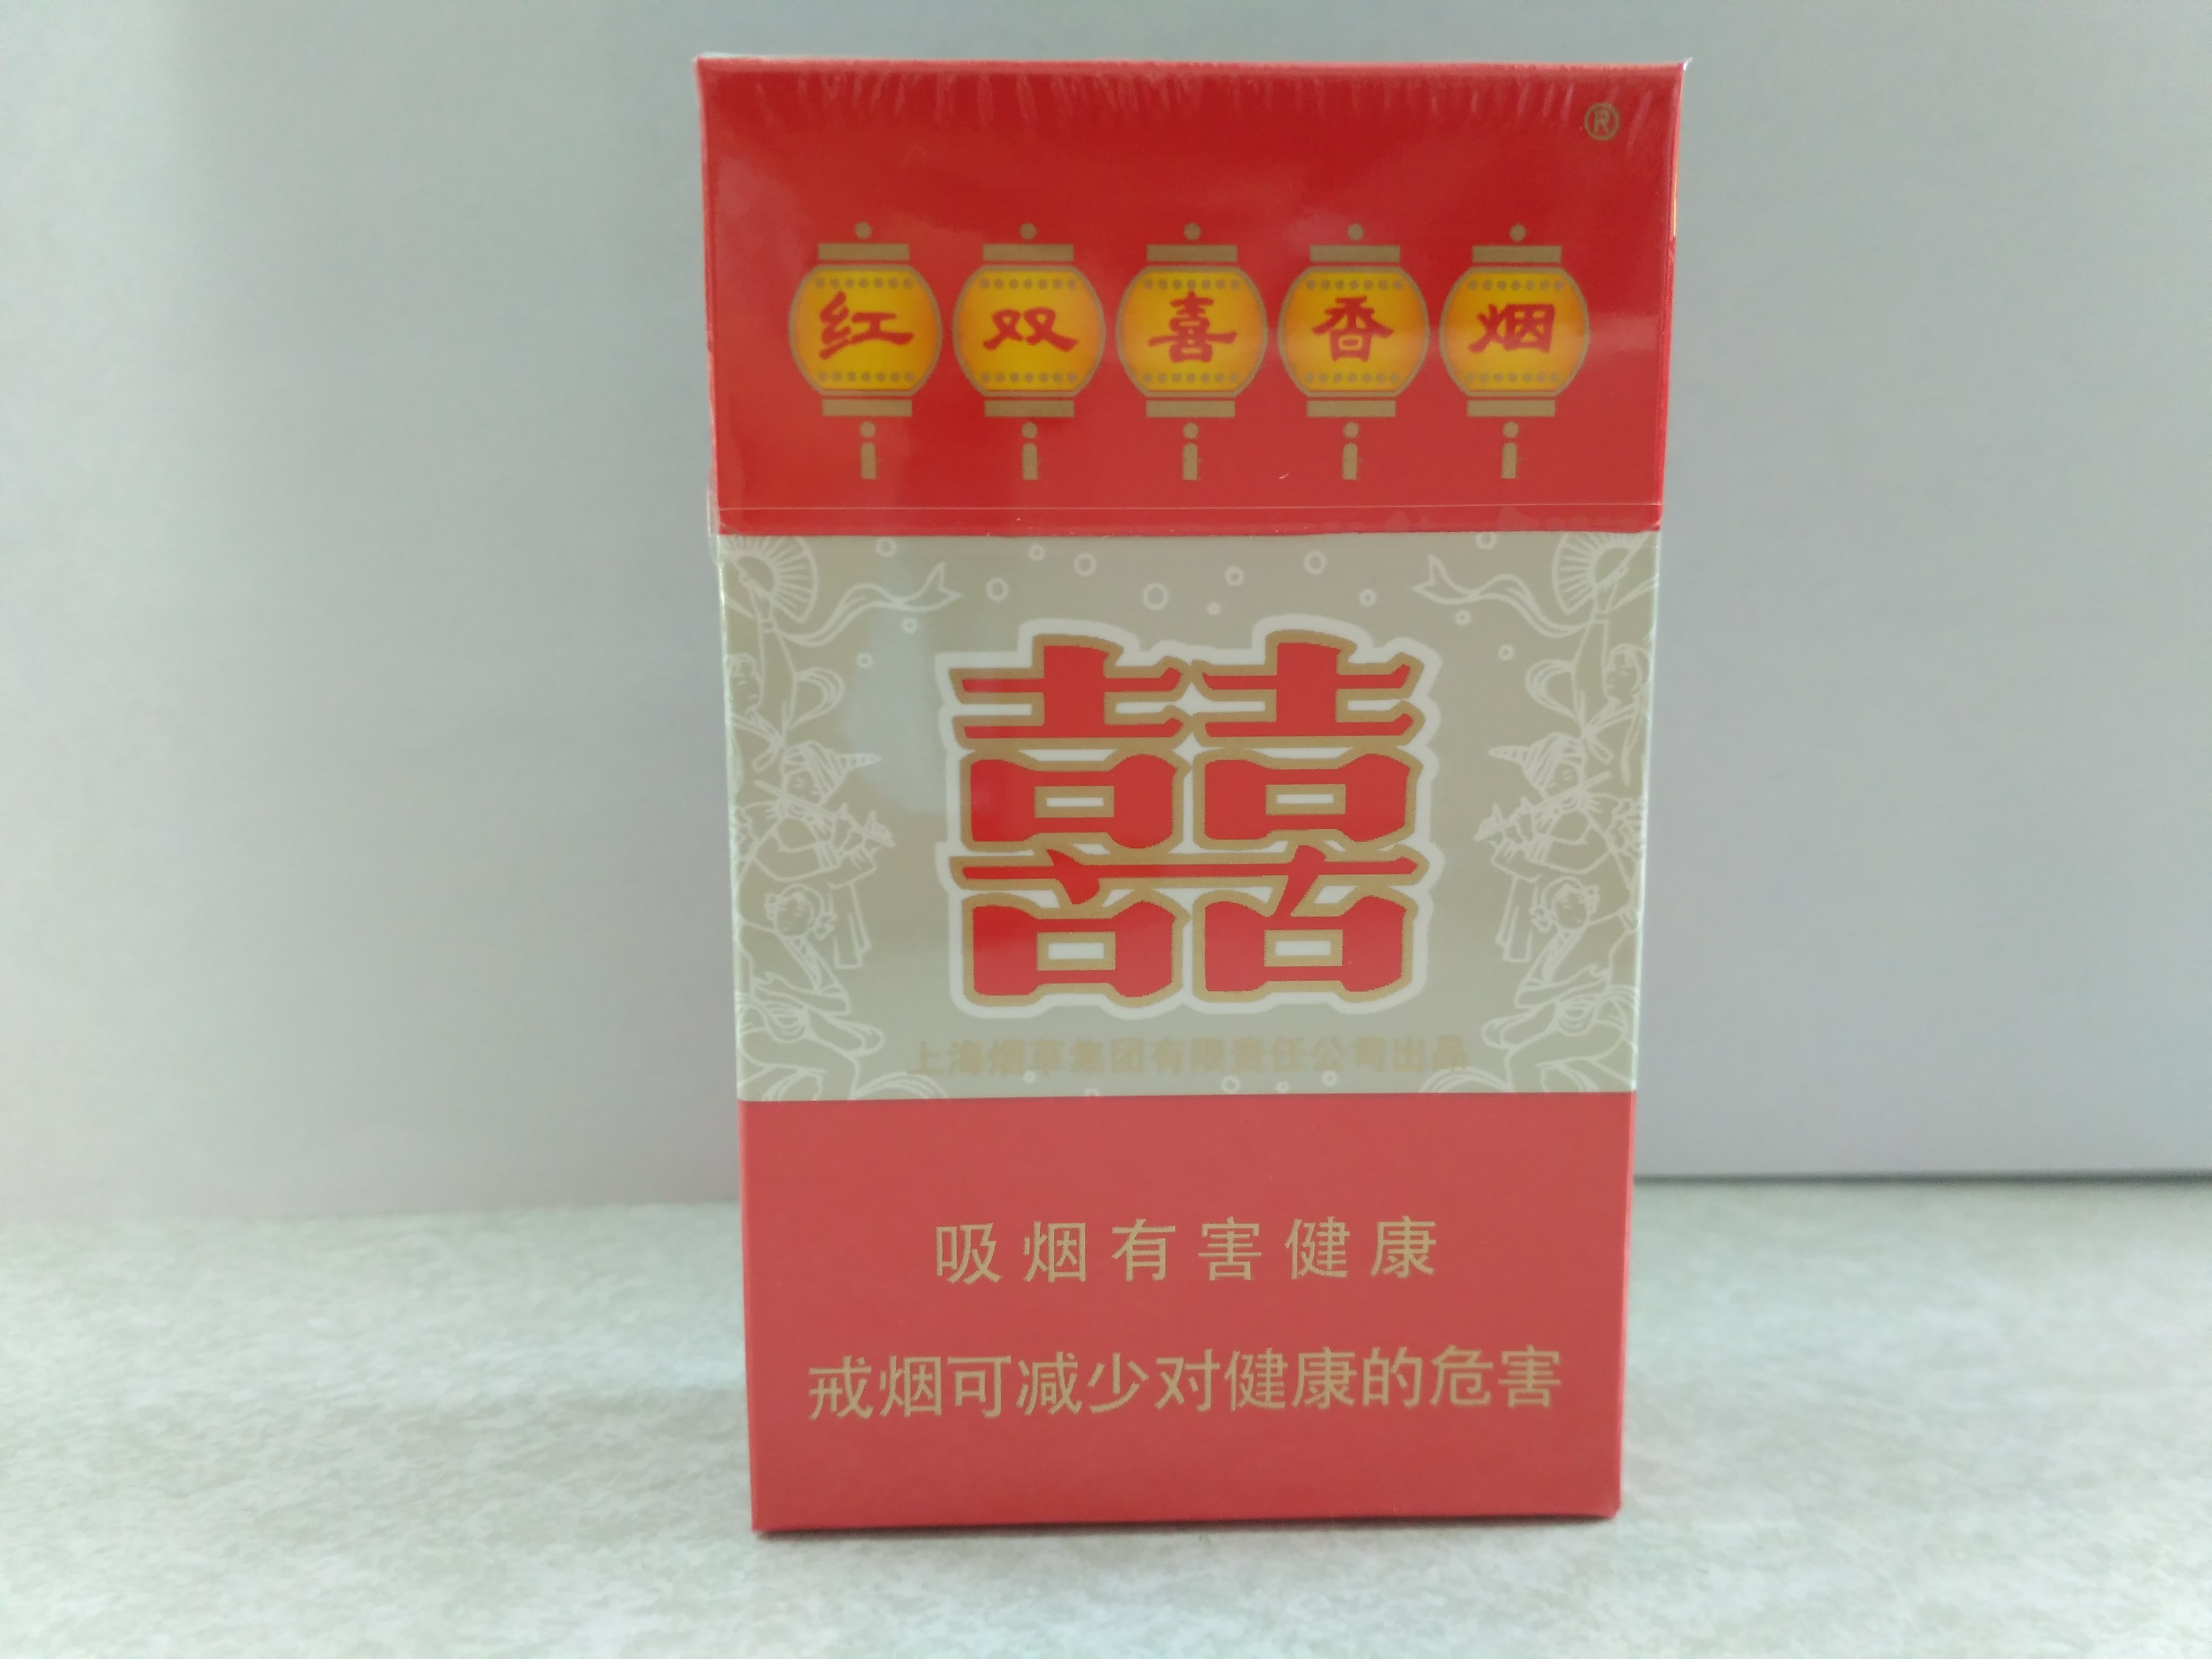 ®
红双喜香烟
囍
上海烟草集团有限责任公司出品
吸烟有害健康
戒烟可减少对健康的危害